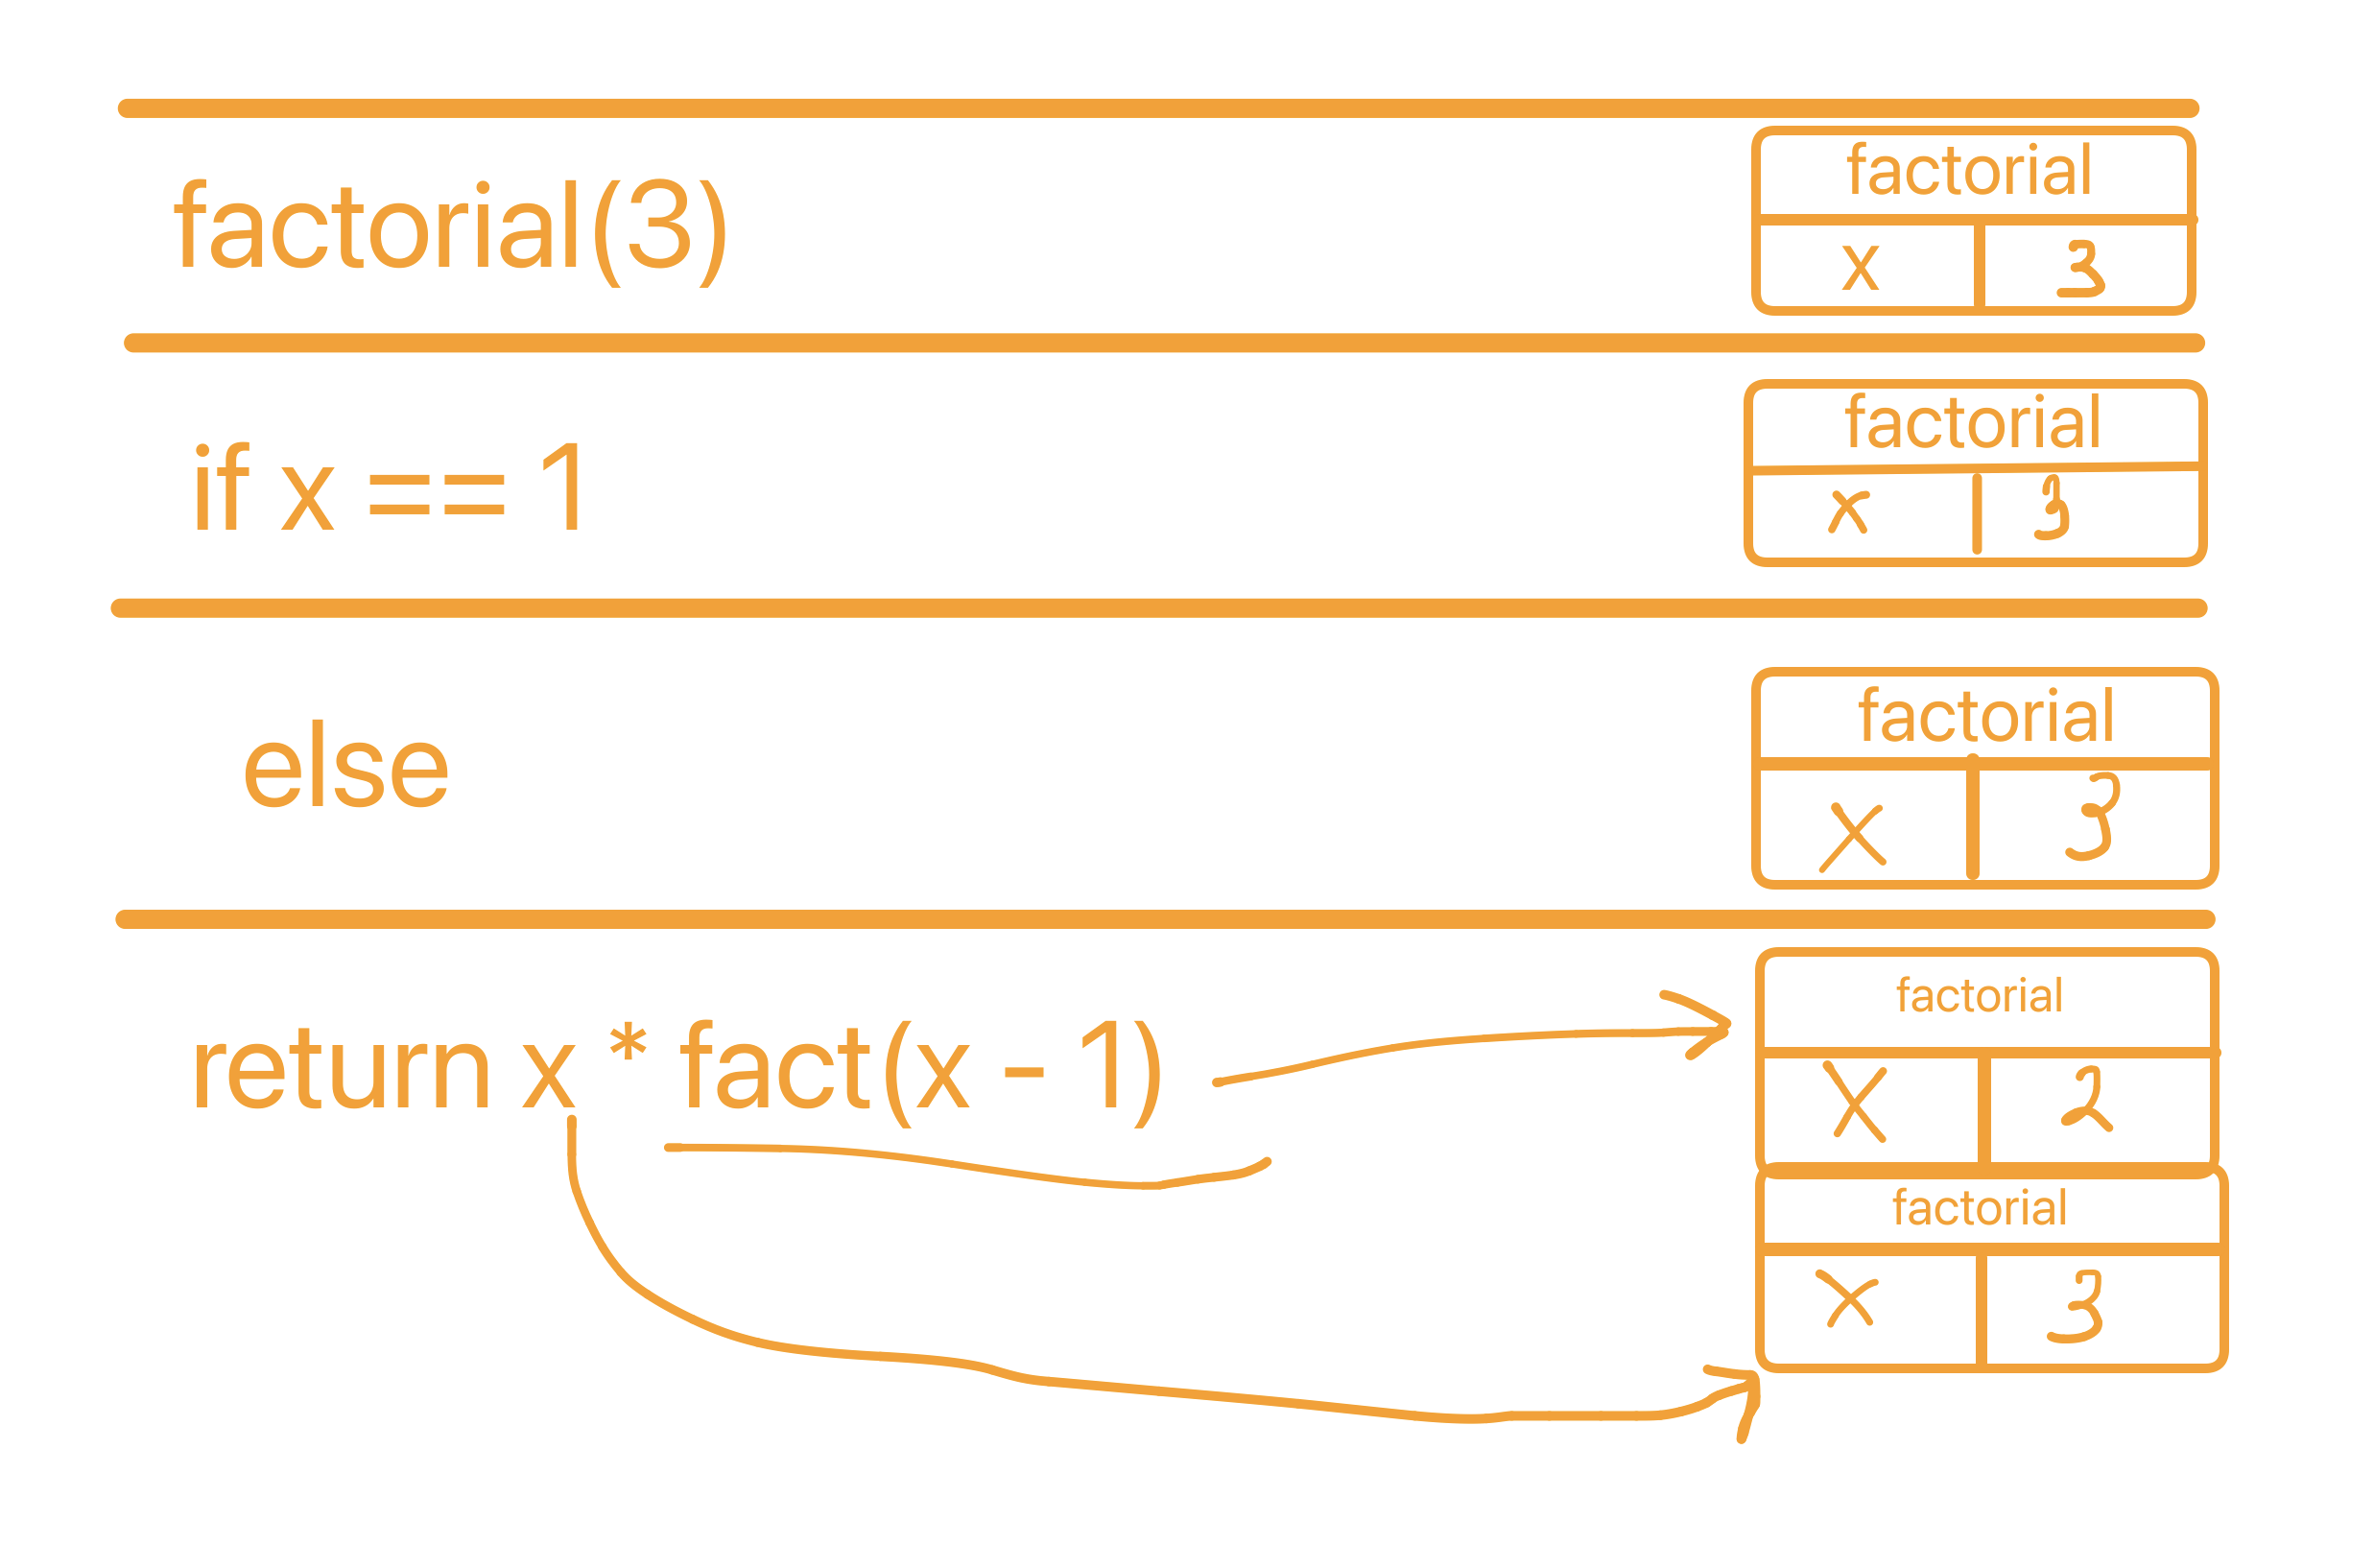 factorial(3)
factorial
x 3
if x == 1
factorial
x 3
else
factorial
x 3
return x * fact(x - 1)
factorial
x 2
factorial
x 3